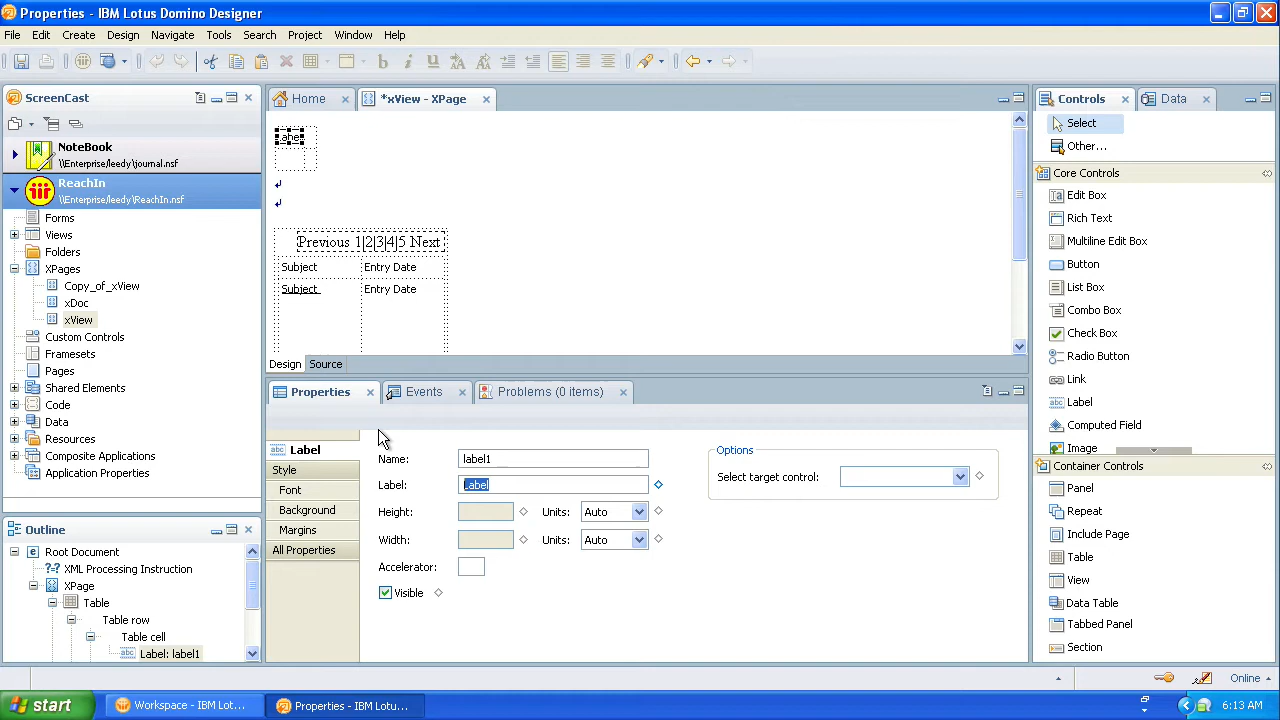 Properties - IBM Lotus Domino Designer
File Edit Create Design Navigate Tools Search Project Window Help
ScreenCast
NoteBook
\\Enterprise/leedy\journal.nsf
ReachIn
\\Enterprise/leedy\ReachIn.nsf
Forms
Views
Folders
XPages
Copy_of_xView
xDoc
xView
Custom Controls
Framesets
Pages
Shared Elements
Code
Data
Resources
Composite Applications
Application Properties
Outline
Root Document
XML Processing Instruction
XPage
Table
Table row
Table cell
Label: label1
Home *xView - XPage
Label
Previous 1|2|3|4|5 Next
Subject Entry Date
Subject Entry Date
Design Source
Properties Events Problems (0 items)
Label
Style
Font
Background
Margins
All Properties
Name: label1
Label: Label
Height: Units: Auto
Width: Units: Auto
Accelerator:
Visible
Options
Select target control:
Controls Data
Select
Other...
Core Controls
Edit Box
Rich Text
Multiline Edit Box
Button
List Box
Combo Box
Check Box
Radio Button
Link
Label
Computed Field
Image
Container Controls
Panel
Repeat
Include Page
Table
View
Data Table
Tabbed Panel
Section
Online
start Workspace - IBM Lot... Properties - IBM Lotu... 6:13 AM